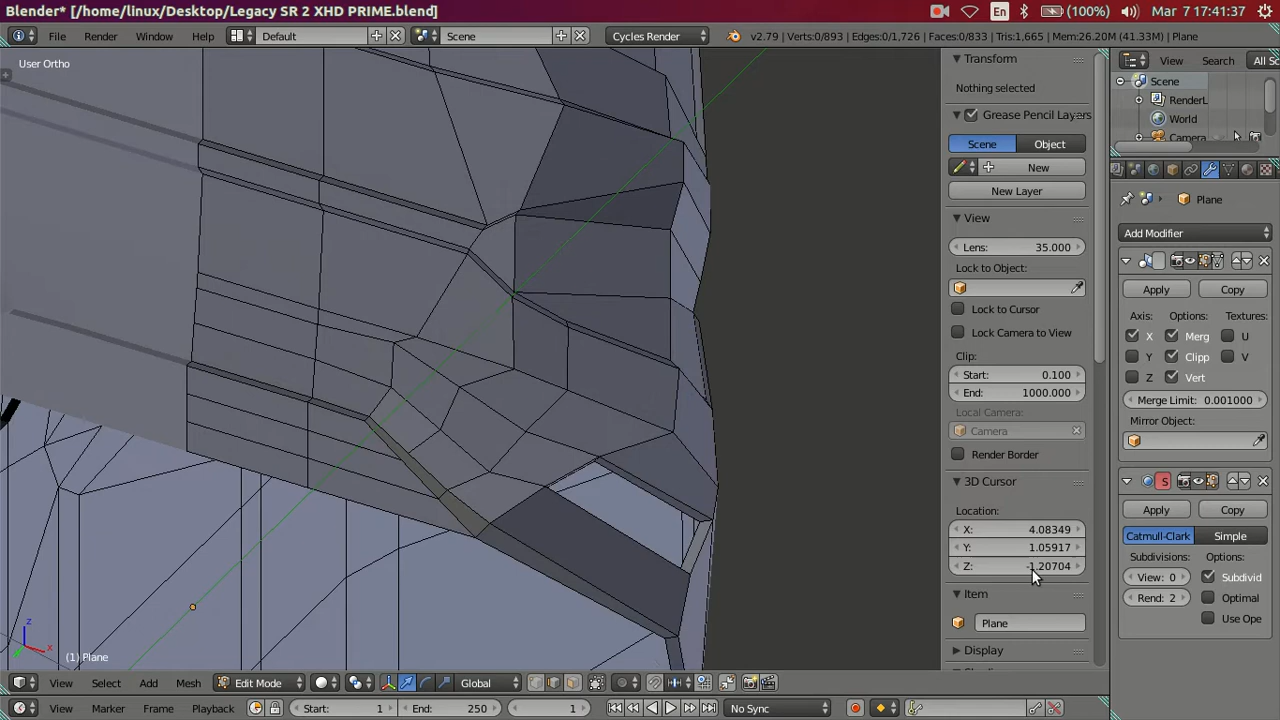 Blender* [/home/linux/Desktop/Legacy SR 2 XHD PRIME.blend]
En (100%) Mar 7 17:41:37
File Render Window Help Default Scene Cycles Render v2.79 | Verts:0/893 | Edges:0/1,726 | Faces:0/833 | Tris:1,665 | Mem:26.20M (41.33M) | Plane
User Ortho
(1) Plane
z
x
Transform
Nothing selected
Grease Pencil Layers
Scene Object
New
New Layer
View
Lens: 35.000
Lock to Object:
Lock to Cursor
Lock Camera to View
Clip:
Start: 0.100
End: 1000.000
Local Camera:
Camera
Render Border
3D Cursor
Location:
X: 4.08349
Y: 1.05917
Z: -1.20704
Item
Plane
Display
View Search All Sc
Scene
RenderL
World
Camera
Plane
Add Modifier
Apply Copy
Axis: Options: Textures:
X Merg U
Y Clipp V
Z Vert
Merge Limit: 0.001000
Mirror Object:
S
Apply Copy
Catmull-Clark Simple
Subdivisions: Options:
View: 0 Subdivid
Rend: 2 Optimal
Use Ope
View Select Add Mesh Edit Mode Global
View Marker Frame Playback Start: 1 End: 250 1 No Sync